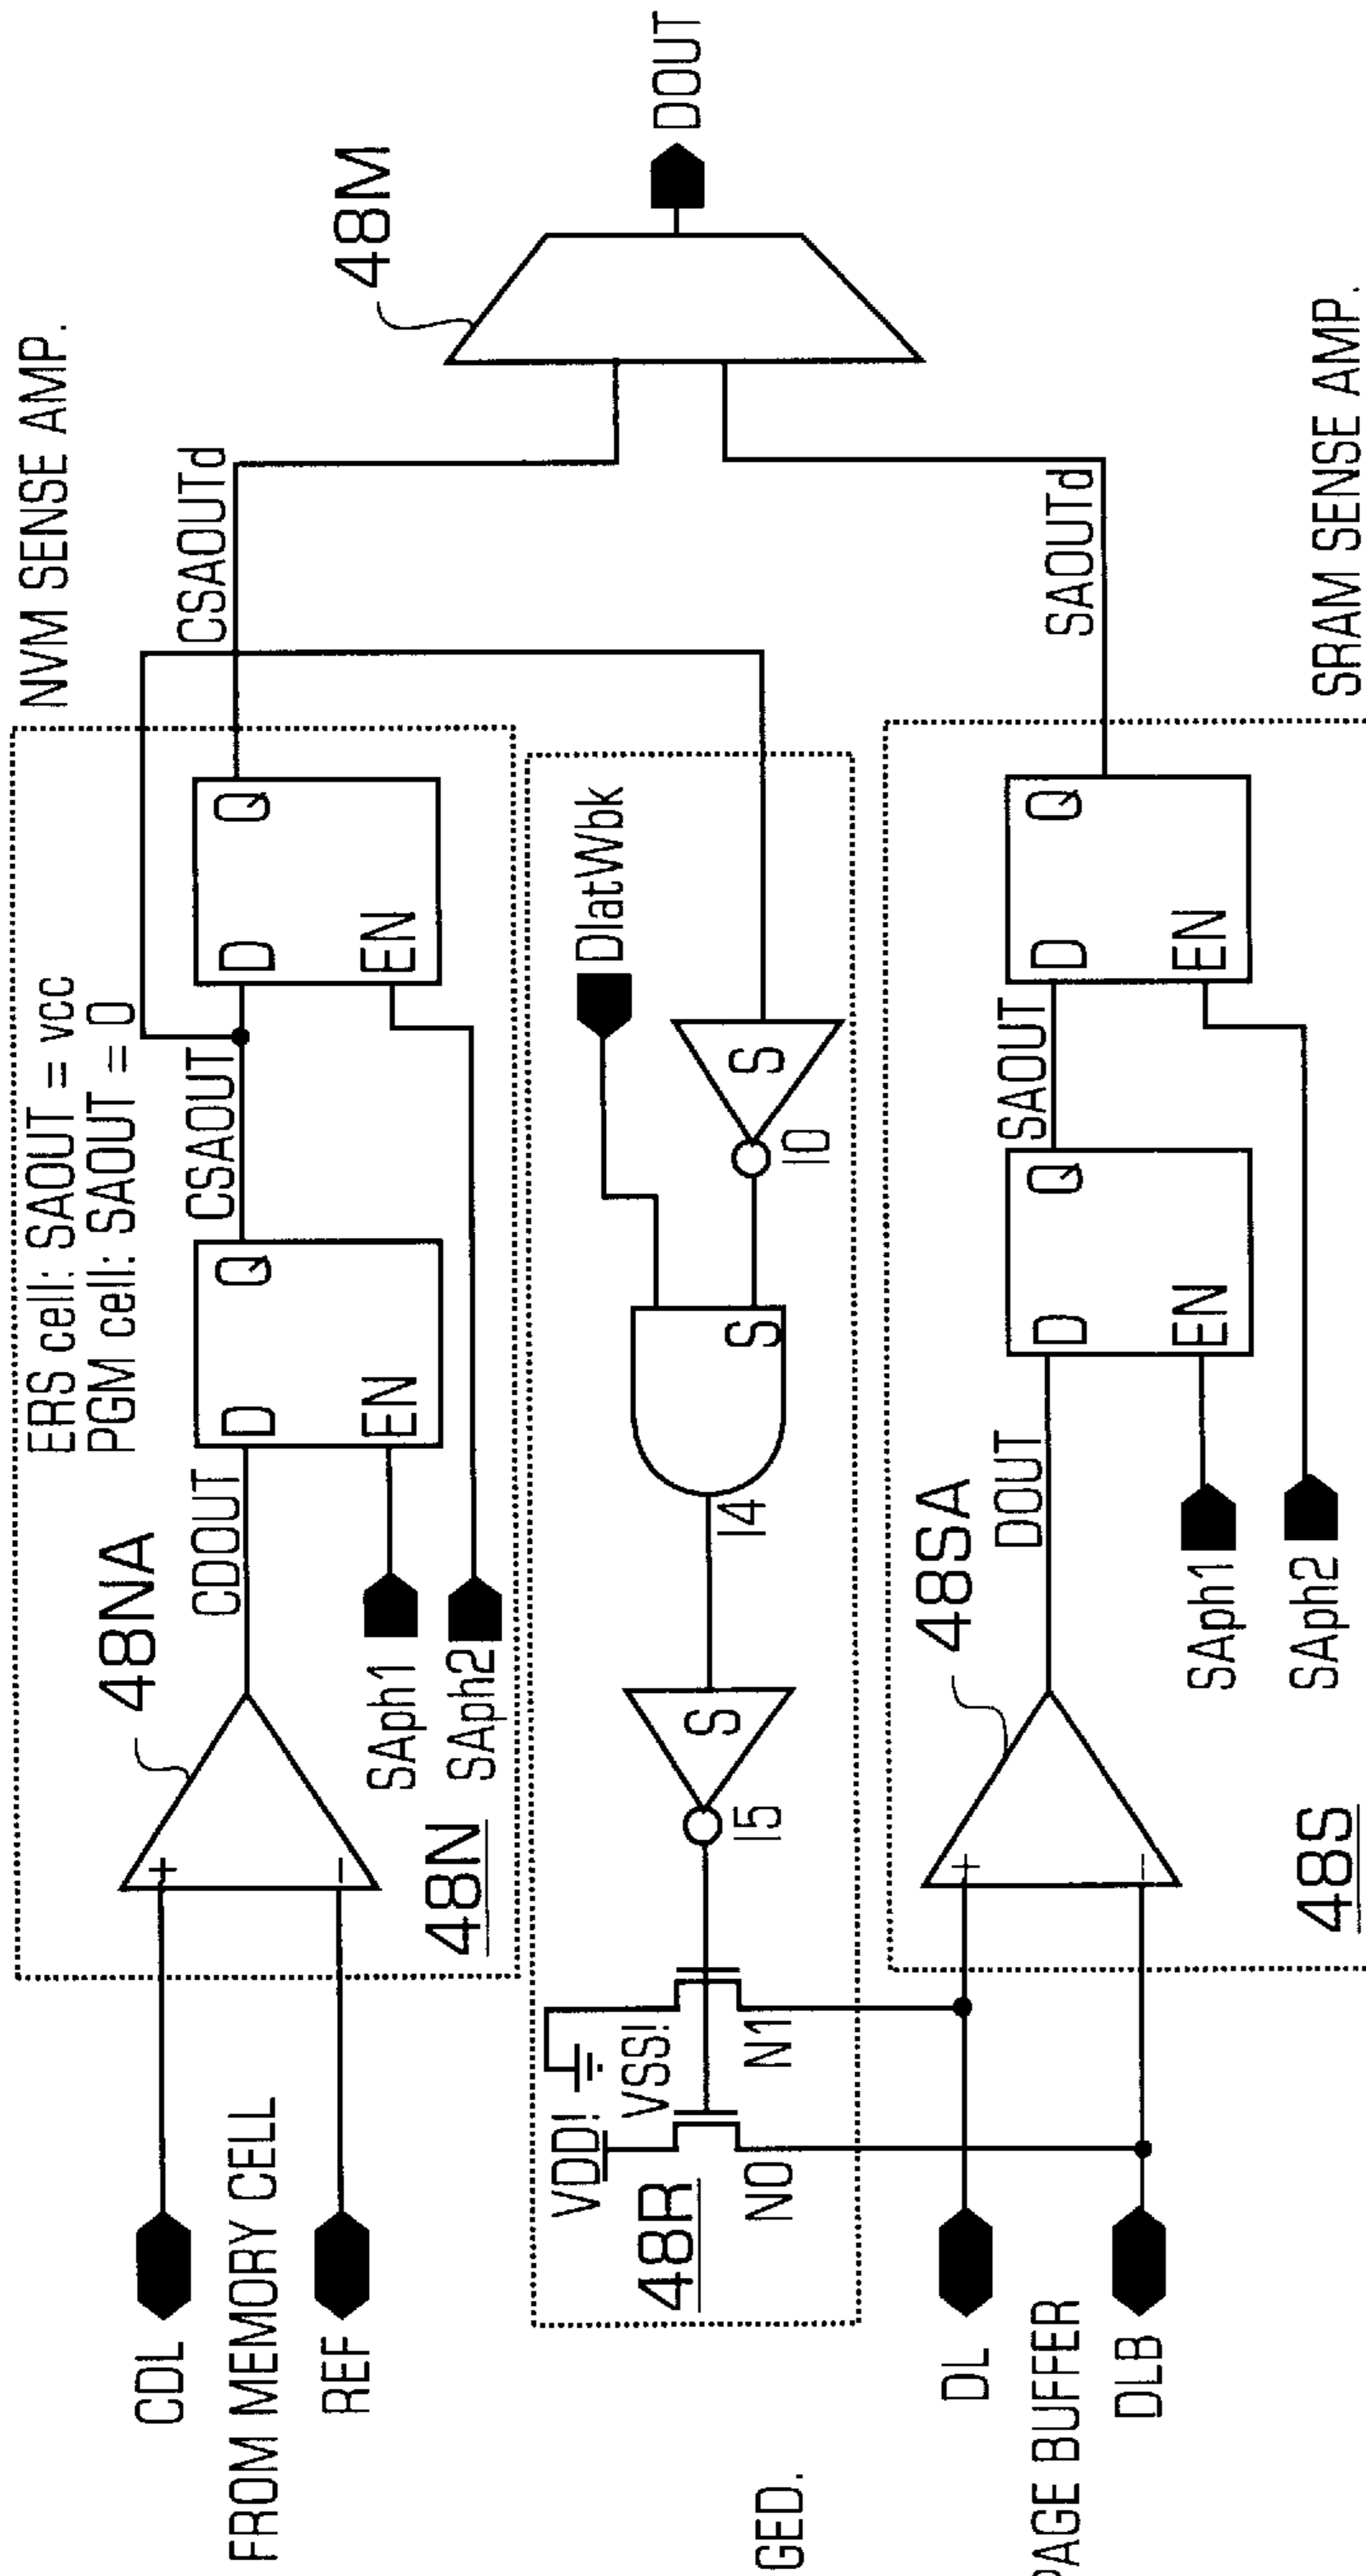 NVM SENSE AMP.
ERS cell: SAOUT = vcc
PGM cell: SAOUT = 0
48NA
CDL
+
CDOUT
D
Q
CSAOUT
D
Q
CSAOUTd
FROM MEMORY CELL
REF
-
EN
EN
SAph1
SAph2
48N
48M
DOUT
VDD!
VSS!
DlatWbk
48R
N0
N1
S
I5
I4
S
S
I0
GED.
48SA
DL
+
DOUT
D
Q
SAOUT
D
Q
SAOUTd
PAGE BUFFER
DLB
-
EN
EN
SAph1
SAph2
48S
SRAM SENSE AMP.